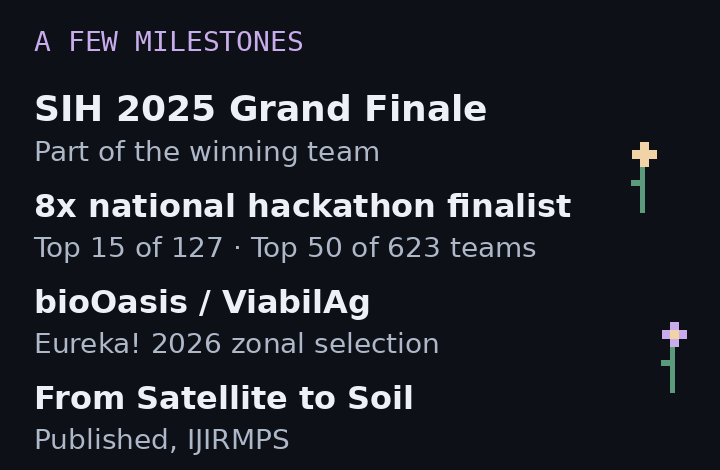 A FEW MILESTONES
SIH 2025 Grand Finale
Part of the winning team
8x national hackathon finalist
Top 15 of 127 · Top 50 of 623 teams
bioOasis / ViabilAg
Eureka! 2026 zonal selection
From Satellite to Soil
Published, IJIRMPS